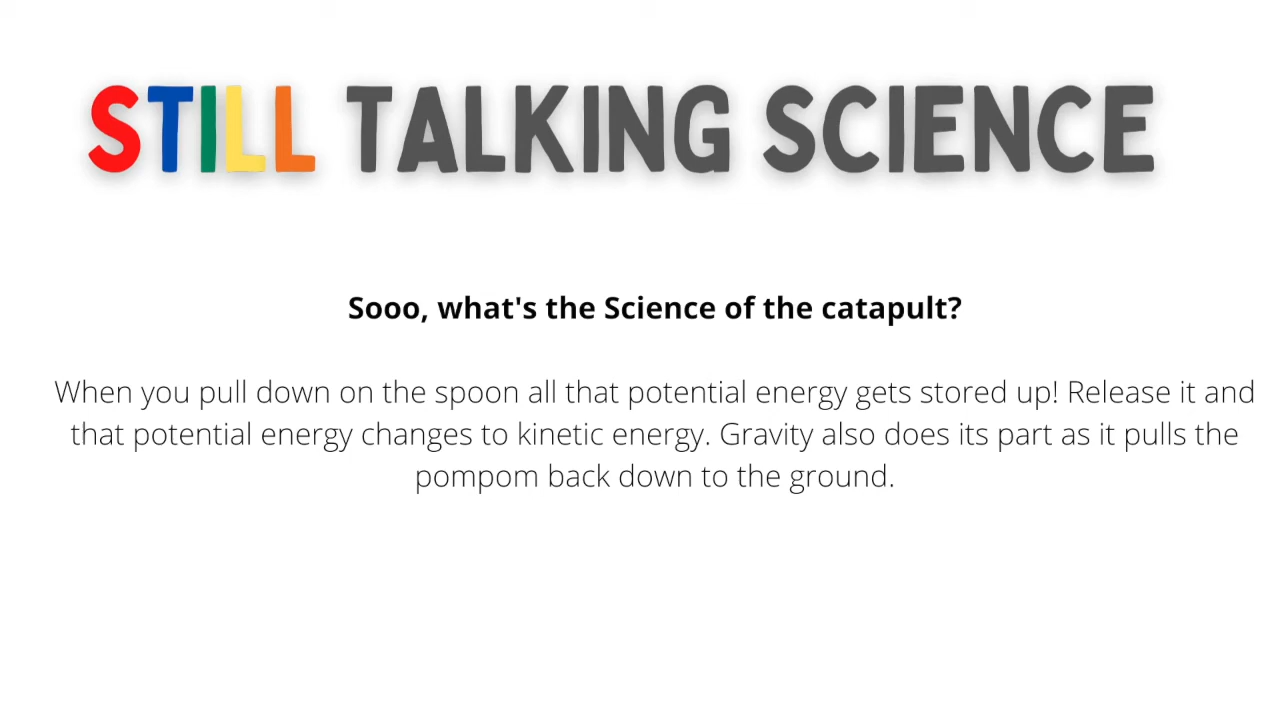 STILL TALKING SCIENCE
Sooo, what's the Science of the catapult?
When you pull down on the spoon all that potential energy gets stored up! Release it and
that potential energy changes to kinetic energy. Gravity also does its part as it pulls the
pompom back down to the ground.